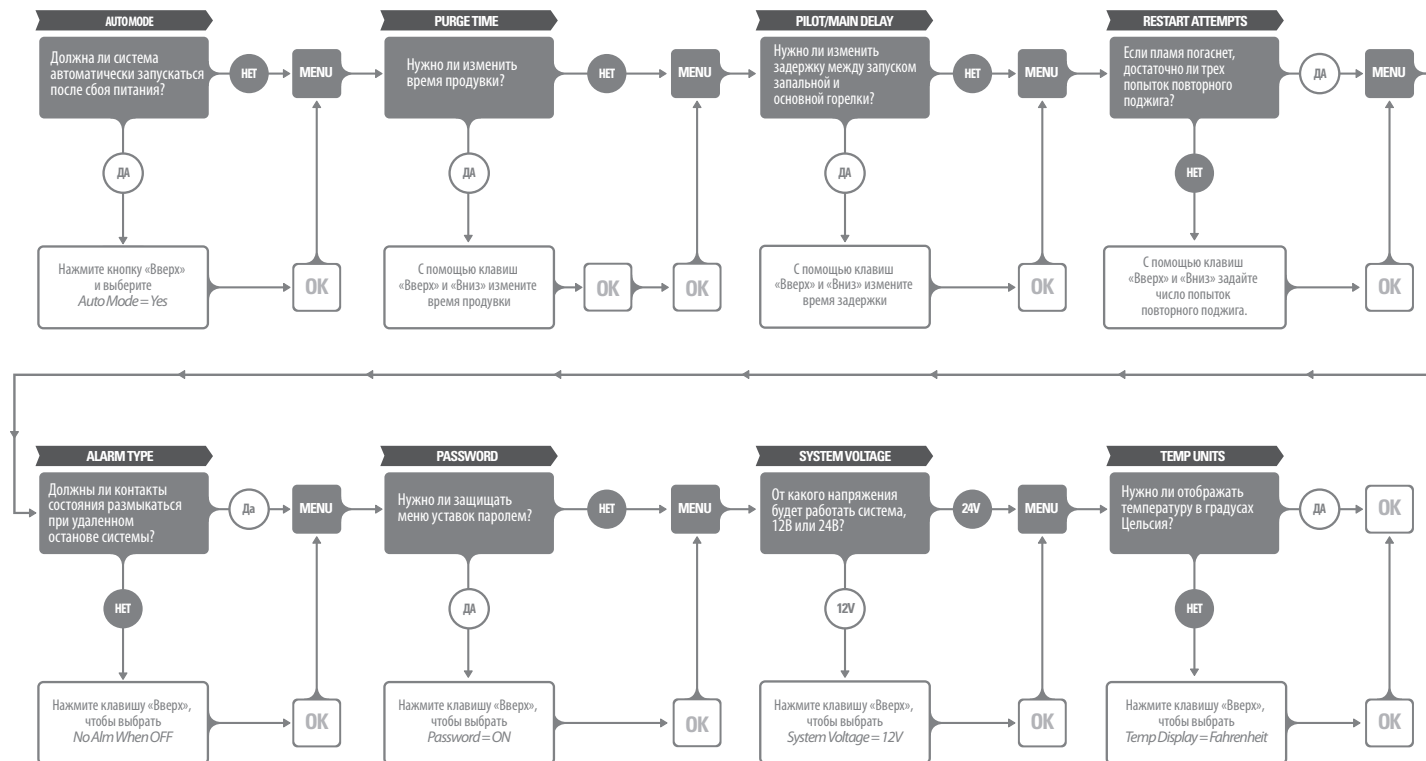 AUTO MODE
Должна ли система
автоматически запускаться
после сбоя питания?
НЕТ
MENU
ДА
Нажмите кнопку «Вверх»
и выберите
Auto Mode = Yes
OK
PURGE TIME
Нужно ли изменить
время продувки?
НЕТ
MENU
ДА
С помощью клавиш
«Вверх» и «Вниз» измените
время продувки
OK
OK
PILOT/MAIN DELAY
Нужно ли изменить
задержку между запуском
запальной и
основной горелки?
НЕТ
MENU
ДА
С помощью клавиш
«Вверх» и «Вниз» измените
время задержки
OK
RESTART ATTEMPTS
Если пламя погаснет,
достаточно ли трех
попыток повторного
поджига?
ДА
MENU
НЕТ
С помощью клавиш
«Вверх» и «Вниз» задайте
число попыток
повторного поджига.
OK
ALARM TYPE
Должны ли контакты
состояния размыкаться
при удаленном
останове системы?
Да
MENU
НЕТ
Нажмите клавишу «Вверх»,
чтобы выбрать
No Alm When OFF
OK
PASSWORD
Нужно ли защищать
меню уставок паролем?
НЕТ
MENU
ДА
Нажмите клавишу «Вверх»,
чтобы выбрать
Password = ON
OK
SYSTEM VOLTAGE
От какого напряжения
будет работать система,
12В или 24В?
24V
MENU
12V
Нажмите клавишу «Вверх»,
чтобы выбрать
System Voltage = 12V
OK
TEMP UNITS
Нужно ли отображать
температуру в градусах
Цельсия?
ДА
OK
НЕТ
Нажмите клавишу «Вверх»,
чтобы выбрать
Temp Display = Fahrenheit
OK